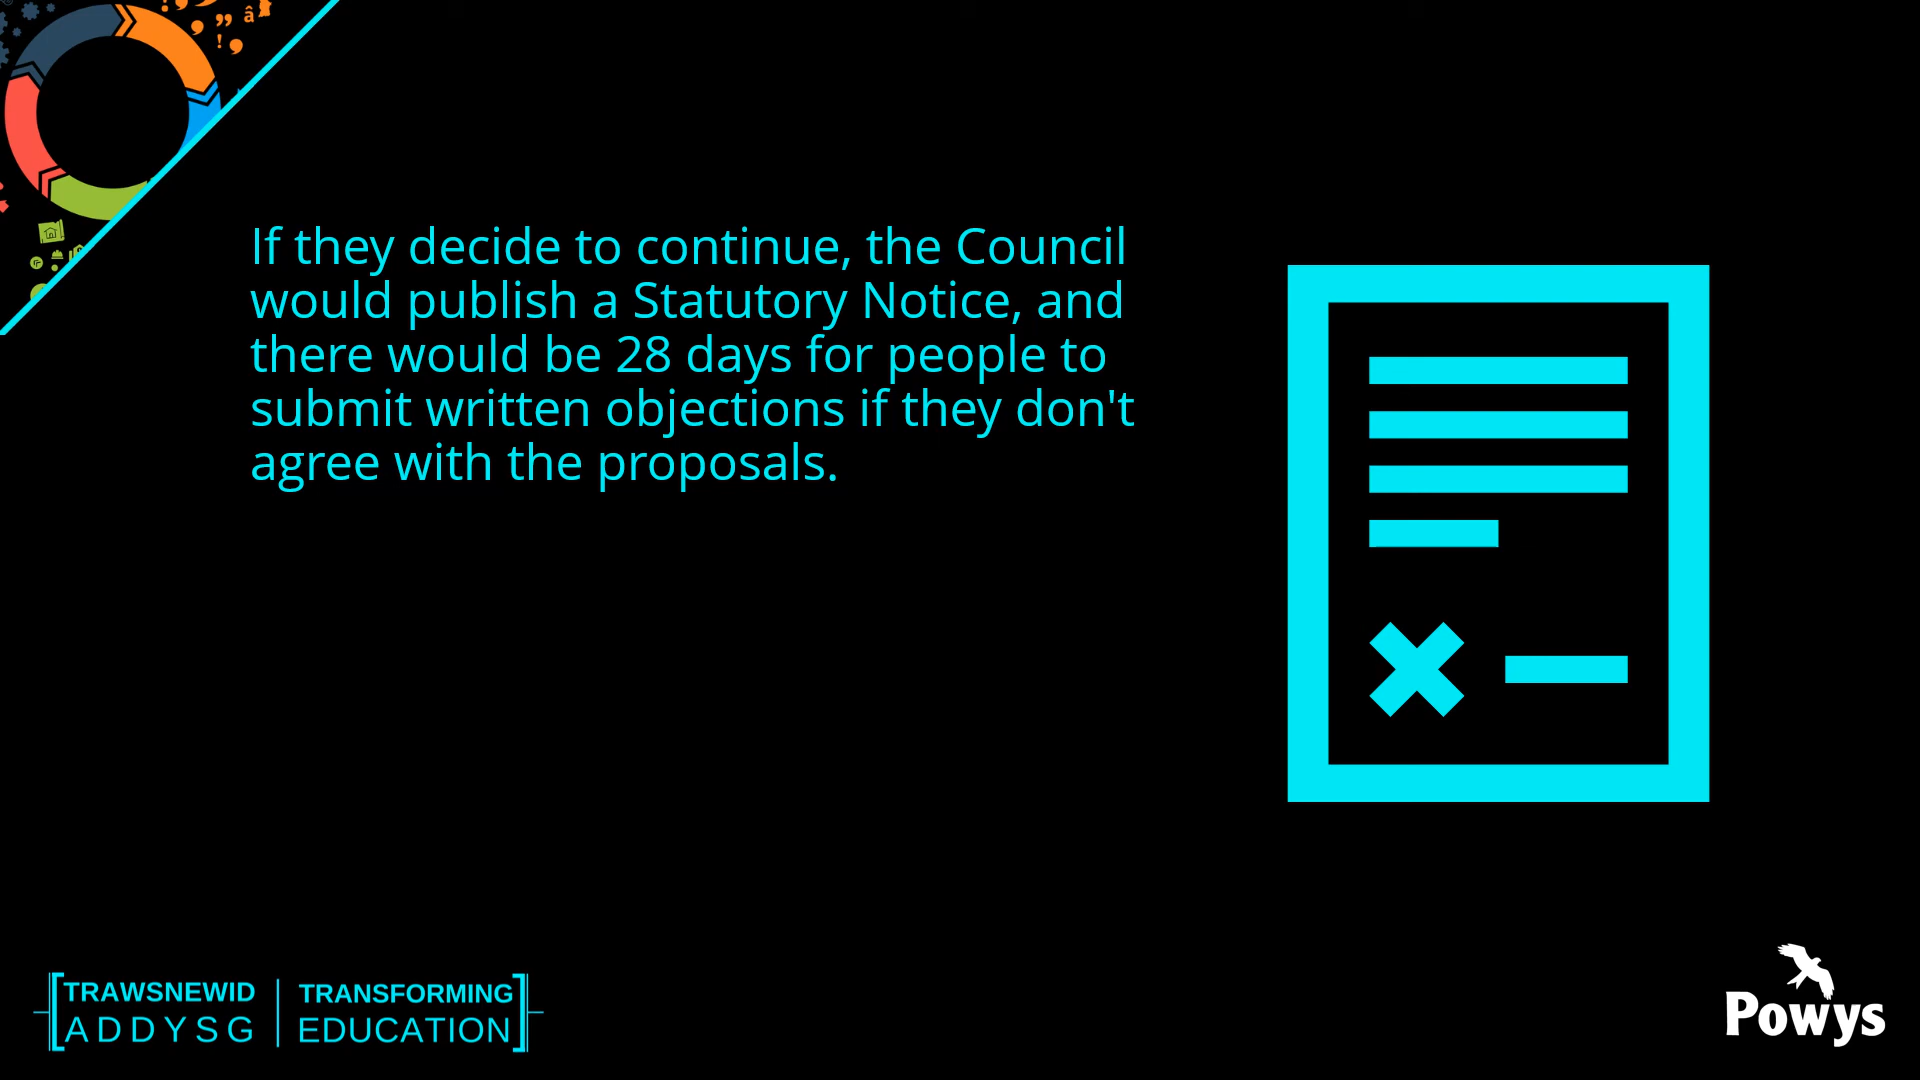 If they decide to continue, the Council
would publish a Statutory Notice, and
there would be 28 days for people to
submit written objections if they don't
agree with the proposals.
TRAWSNEWID
ADDYSG
TRANSFORMING
EDUCATION
Powys